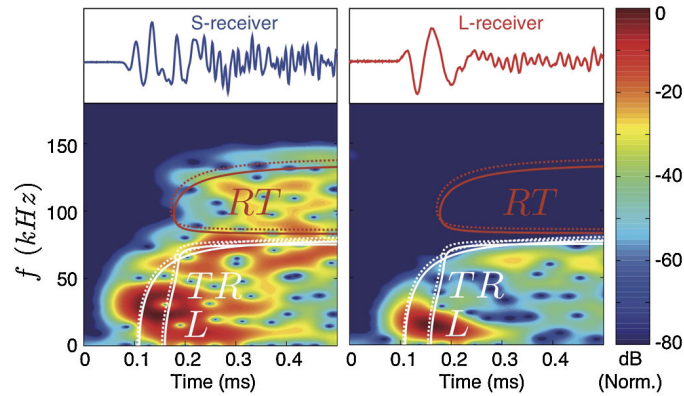 S-receiver
L-receiver
0
-20
-40
-60
-80
dB
(Norm.)
f (kHz)
150
100
50
0
RT
TR
L
RT
TR
L
0 0.1 0.2 0.3 0.4
0 0.1 0.2 0.3 0.4
Time (ms)
Time (ms)